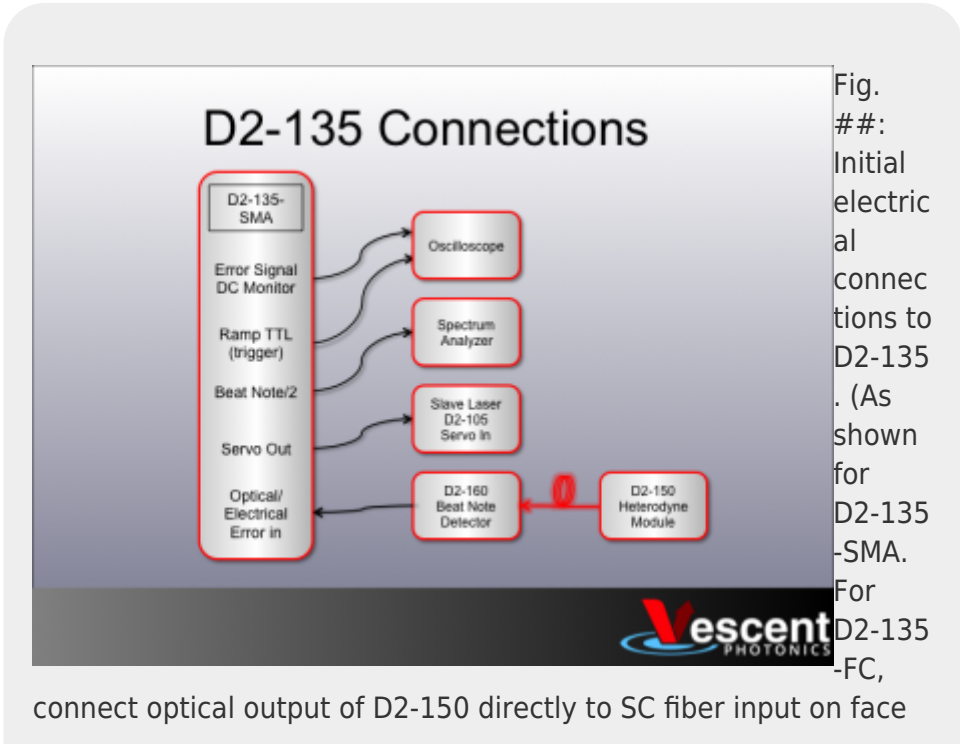 D2-135 Connections
D2-135-
SMA
Error Signal
DC Monitor
Ramp TTL
(trigger)
Beat Note/2
Servo Out
Optical/
Electrical
Error in
Oscilloscope
Spectrum
Analyzer
Slave Laser
D2-105
Servo In
D2-160
Beat Note
Detector
D2-150
Heterodyne
Module
Vescent
PHOTONICS
Fig.
##:
Initial
electric
al
connec
tions to
D2-135
. (As
shown
for
D2-135
-SMA.
For
D2-135
-FC,
connect optical output of D2-150 directly to SC fiber input on face